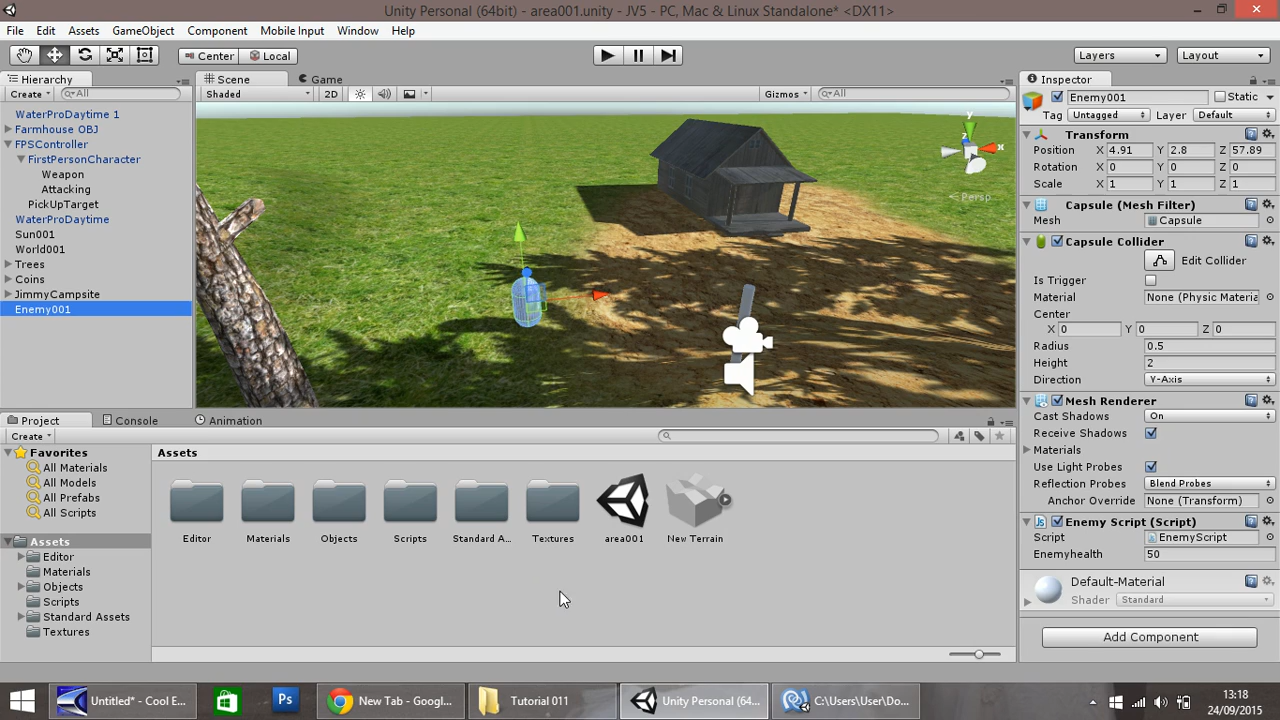 Unity Personal (64bit) - area001.unity - JV5 - PC, Mac & Linux Standalone* <DX11>
File Edit Assets GameObject Component Mobile Input Window Help
Center Local Layers Layout
Hierarchy
Create All
WaterProDaytime 1
Farmhouse OBJ
FPSController
FirstPersonCharacter
Weapon
Attacking
PickUpTarget
WaterProDaytime
Sun001
World001
Trees
Coins
JimmyCampsite
Enemy001
Scene Game
Shaded 2D Gizmos All
y
z
x
Persp
Inspector
Enemy001 Static
Tag Untagged Layer Default
Transform
Position X 4.91 Y 2.8 Z 57.89
Rotation X 0 Y 0 Z 0
Scale X 1 Y 1 Z 1
Capsule (Mesh Filter)
Mesh Capsule
Capsule Collider
Edit Collider
Is Trigger
Material None (Physic Materia
Center
X 0 Y 0 Z 0
Radius 0.5
Height 2
Direction Y-Axis
Mesh Renderer
Cast Shadows On
Receive Shadows
Materials
Use Light Probes
Reflection Probes Blend Probes
Anchor Override None (Transform)
Enemy Script (Script)
Script EnemyScript
Enemyhealth 50
Default-Material
Shader Standard
Add Component
Project Console Animation
Create
Favorites
All Materials
All Models
All Prefabs
All Scripts
Assets
Editor
Materials
Objects
Scripts
Standard Assets
Textures
Assets
Editor Materials Objects Scripts Standard A... Textures area001 New Terrain
Ps
Untitled* - Cool E... New Tab - Googl... Tutorial 011 Unity Personal (64... C:\Users\User\Do...
13:18
24/09/2015